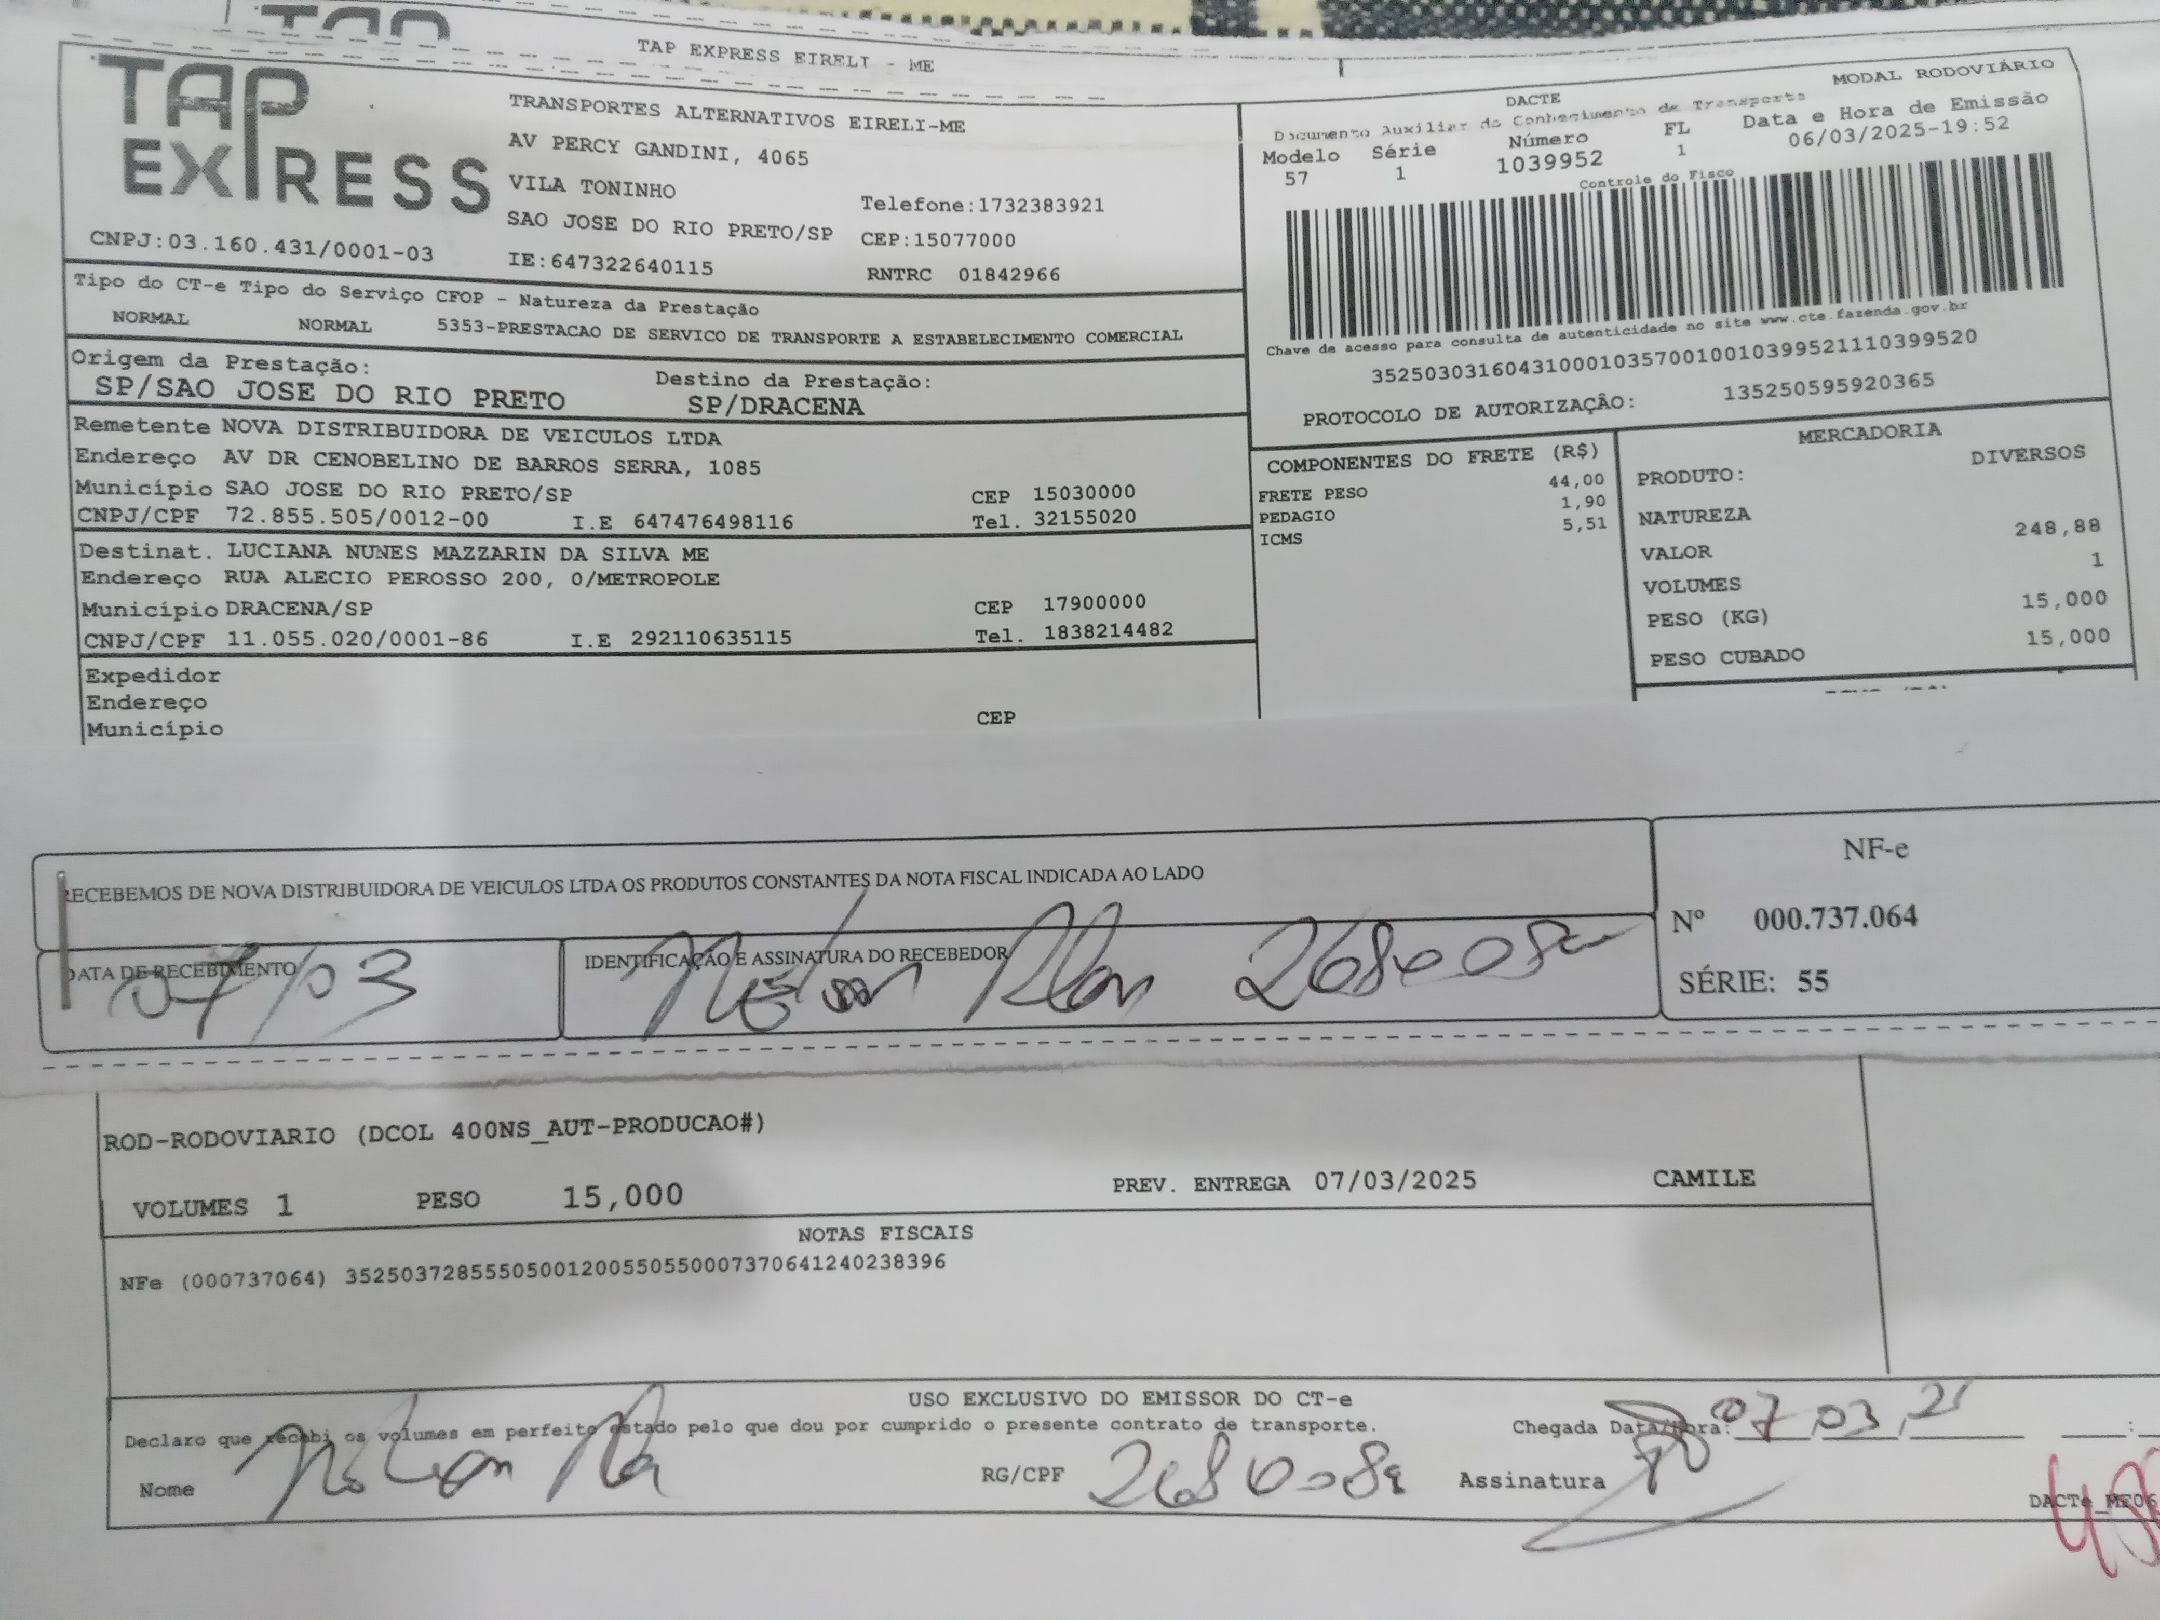 TAP EXPRESS EIRELI - ME
TAP
EXPRESS
TRANSPORTES ALTERNATIVOS EIRELI-ME
AV PERCY GANDINI, 4065
VILA TONINHO
Telefone:1732383921
SAO JOSE DO RIO PRETO/SP CEP:15077000
CNPJ:03.160.431/0001-03
IE:647322640115 RNTRC 01842966
MODAL RODOVIÁRIO
DACTE
Documento Auxiliar do Conhecimento de Transporte
Modelo Série Número FL Data e Hora de Emissão
57 1 1039952 1 06/03/2025-19:52
Controle do Fisco
Chave de acesso para consulta de autenticidade no site www.cte.fazenda.gov.br
35250303160431000103570010010399521110399520
PROTOCOLO DE AUTORIZAÇÂO: 135250595920365
Tipo do CT-e Tipo do Serviço CFOP - Natureza da Prestação
NORMAL NORMAL 5353-PRESTACAO DE SERVICO DE TRANSPORTE A ESTABELECIMENTO COMERCIAL
Origem da Prestação: Destino da Prestação:
SP/SAO JOSE DO RIO PRETO SP/DRACENA
Remetente NOVA DISTRIBUIDORA DE VEICULOS LTDA
Endereço AV DR CENOBELINO DE BARROS SERRA, 1085
Município SAO JOSE DO RIO PRETO/SP CEP 15030000
CNPJ/CPF 72.855.505/0012-00 I.E 647476498116 Tel. 32155020
Destinat. LUCIANA NUNES MAZZARIN DA SILVA ME
Endereço RUA ALECIO PEROSSO 200, 0/METROPOLE
Município DRACENA/SP CEP 17900000
CNPJ/CPF 11.055.020/0001-86 I.E 292110635115 Tel. 1838214482
Expedidor
Endereço
Município CEP
COMPONENTES DO FRETE (R$)
FRETE PESO 44,00
PEDAGIO 1,90
ICMS 5,51
MERCADORIA
PRODUTO: DIVERSOS
NATUREZA
VALOR 248,88
VOLUMES 1
PESO (KG) 15,000
PESO CUBADO 15,000
RECEBEMOS DE NOVA DISTRIBUIDORA DE VEICULOS LTDA OS PRODUTOS CONSTANTES DA NOTA FISCAL INDICADA AO LADO
DATA DE RECEBIMENTO
07/03
IDENTIFICAÇÃO E ASSINATURA DO RECEBEDOR
Nelson
NF-e
Nº 000.737.064
SÉRIE: 55
ROD-RODOVIARIO (DCOL 400NS_AUT-PRODUCAO#)
VOLUMES 1 PESO 15,000 PREV. ENTREGA 07/03/2025 CAMILE
NOTAS FISCAIS
NFe (000737064) 35250372855505001200550550007370641240238396
USO EXCLUSIVO DO EMISSOR DO CT-e
Declaro que recebi os volumes em perfeito estado pelo que dou por cumprido o presente contrato de transporte. Chegada Data/Hora: 07 03
Nome Nelson RG/CPF Assinatura